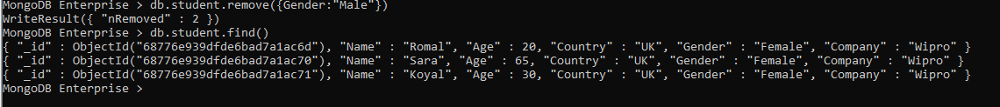 MongoDB Enterprise > db.student.remove({Gender:"Male"})
WriteResult({ "nRemoved" : 2 })
MongoDB Enterprise > db.student.find()
{ "_id" : ObjectId("68776e939dfde6bad7a1ac6d"), "Name" : "Romal", "Age" : 20, "Country" : "UK", "Gender" : "Female", "Company" : "Wipro" }
{ "_id" : ObjectId("68776e939dfde6bad7a1ac70"), "Name" : "Sara", "Age" : 65, "Country" : "UK", "Gender" : "Female", "Company" : "Wipro" }
{ "_id" : ObjectId("68776e939dfde6bad7a1ac71"), "Name" : "Koyal", "Age" : 30, "Country" : "UK", "Gender" : "Female", "Company" : "Wipro" }
MongoDB Enterprise >